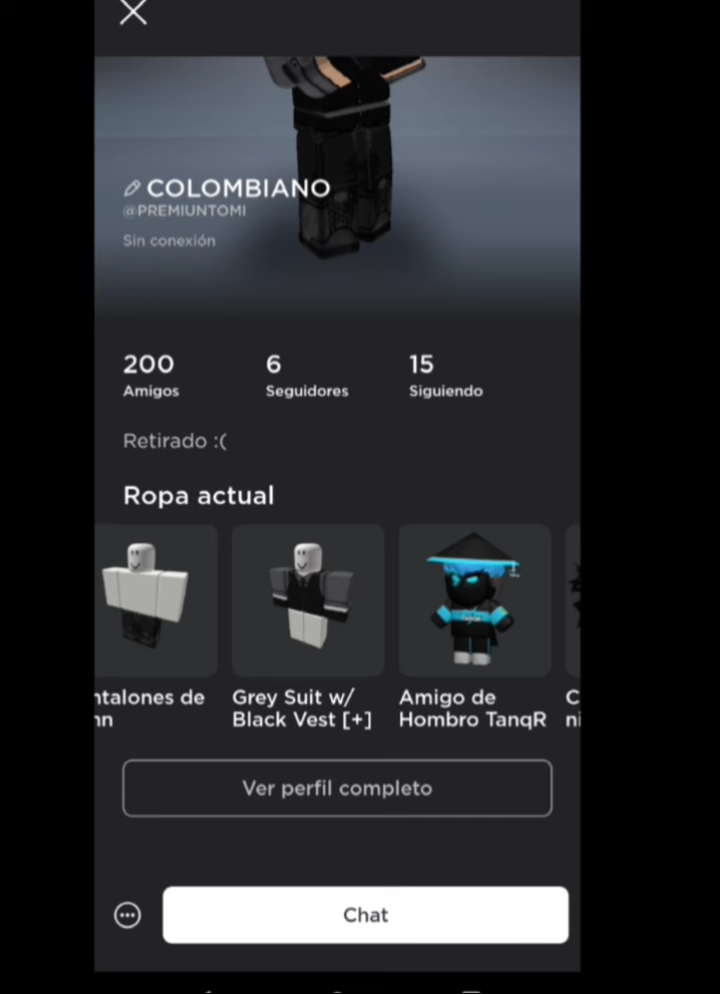 COLOMBIANO
@PREMIUNTOMI
Sin conexión
200
6
15
Amigos
Seguidores
Siguiendo
Retirado :(
Ropa actual
ntalones de
Grey Suit w/
Black Vest [+]
Amigo de
Hombro TanqR
Ver perfil completo
Chat